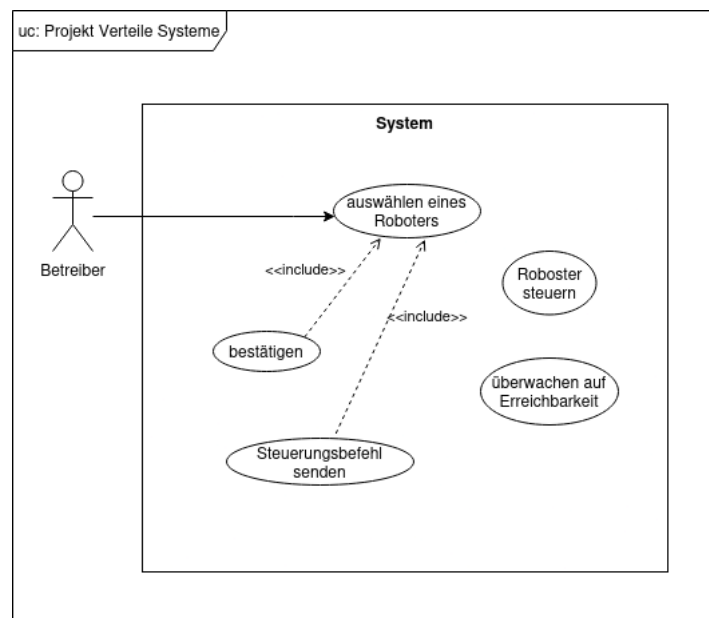 uc: Projekt Verteile Systeme
System
auswählen eines
Roboters
Betreiber
<<include>>
Roboster
steuern
<<include>>
bestätigen
überwachen auf
Erreichbarkeit
Steuerungsbefehl
senden